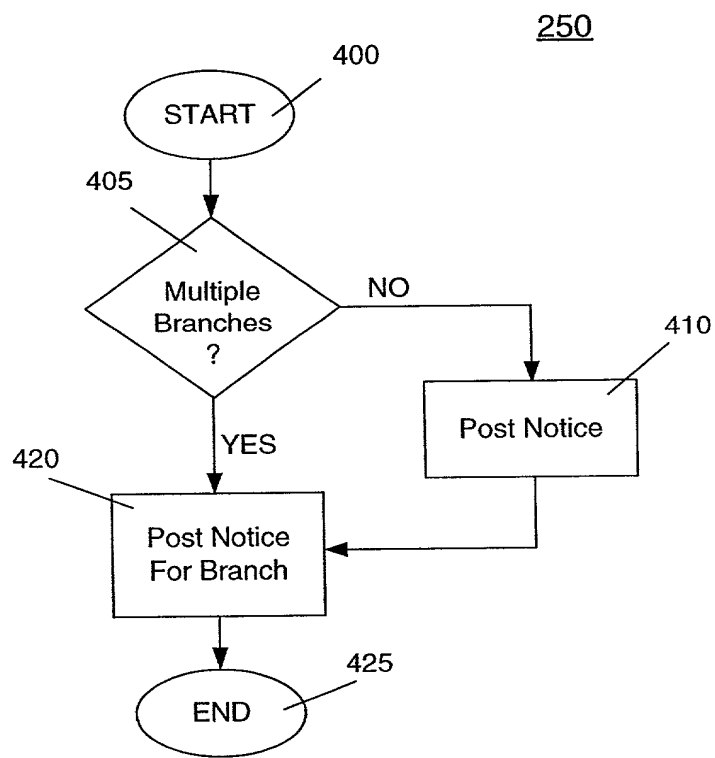 250
400
START
405
Multiple
Branches
?
NO
410
Post Notice
YES
420
Post Notice
For Branch
425
END